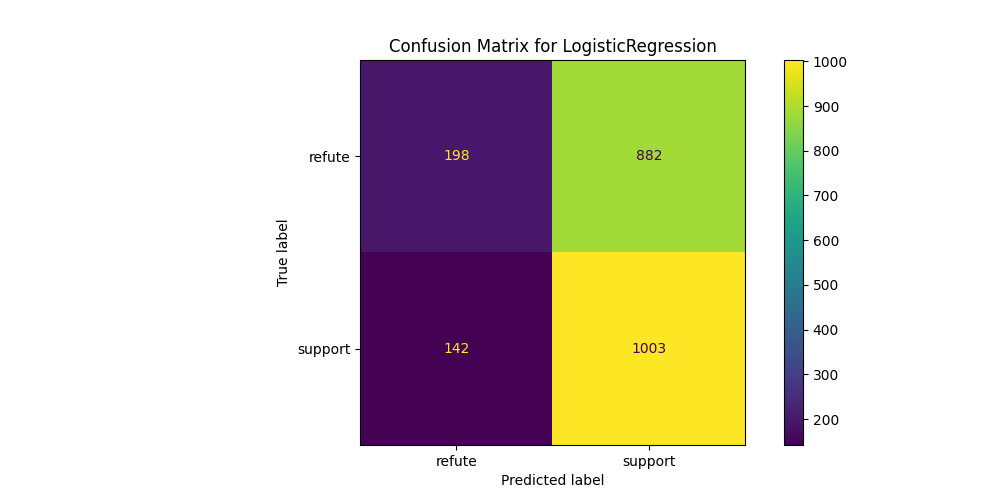 Confusion Matrix for LogisticRegression
True label
refute
support
198
882
142
1003
refute
support
Predicted label
1000
900
800
700
600
500
400
300
200